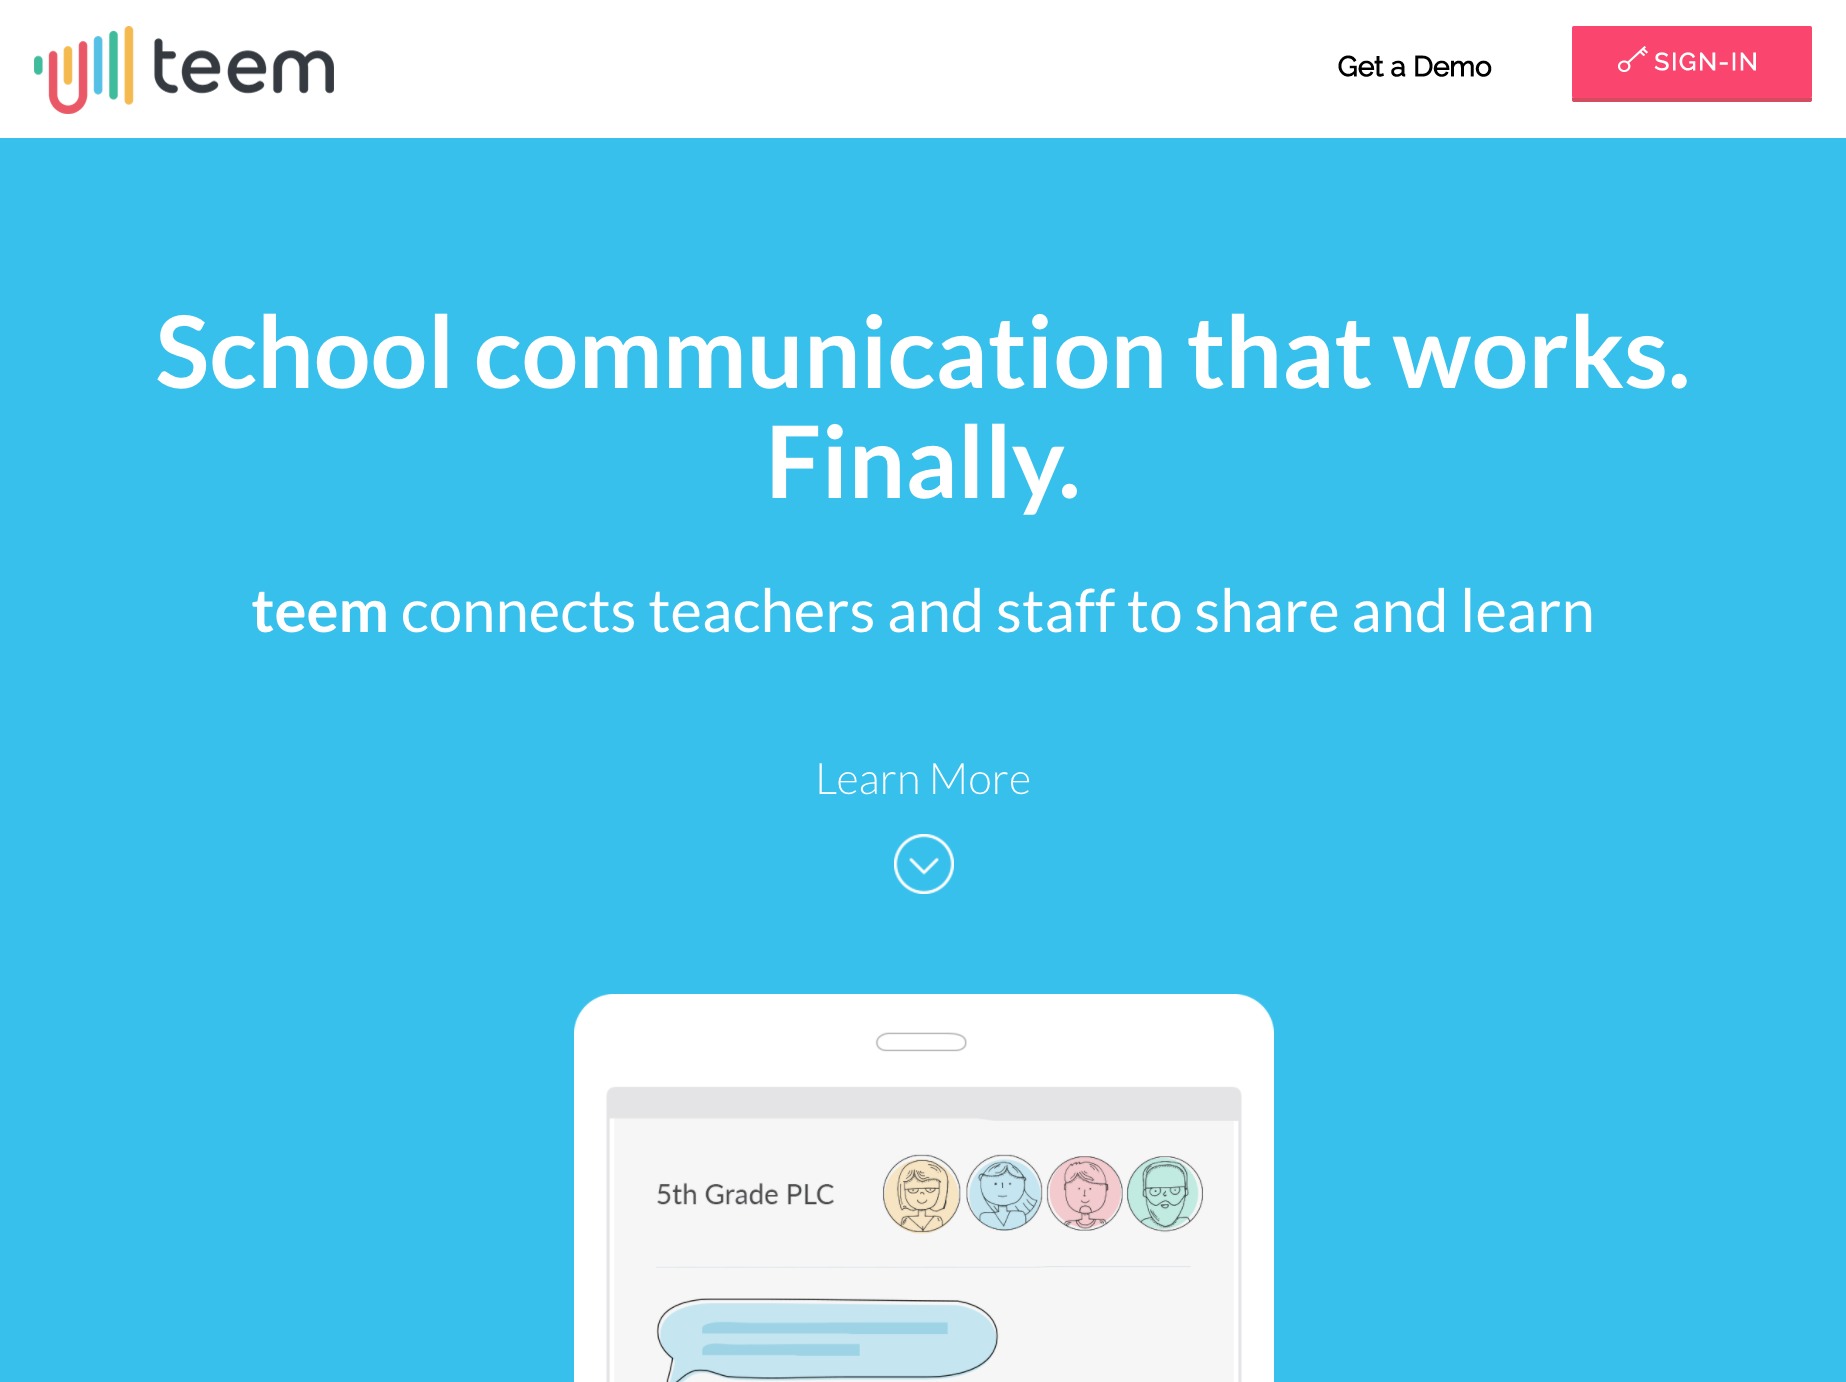 teem
Get a Demo
SIGN-IN
School communication that works.
Finally.
teem connects teachers and staff to share and learn
Learn More
5th Grade PLC